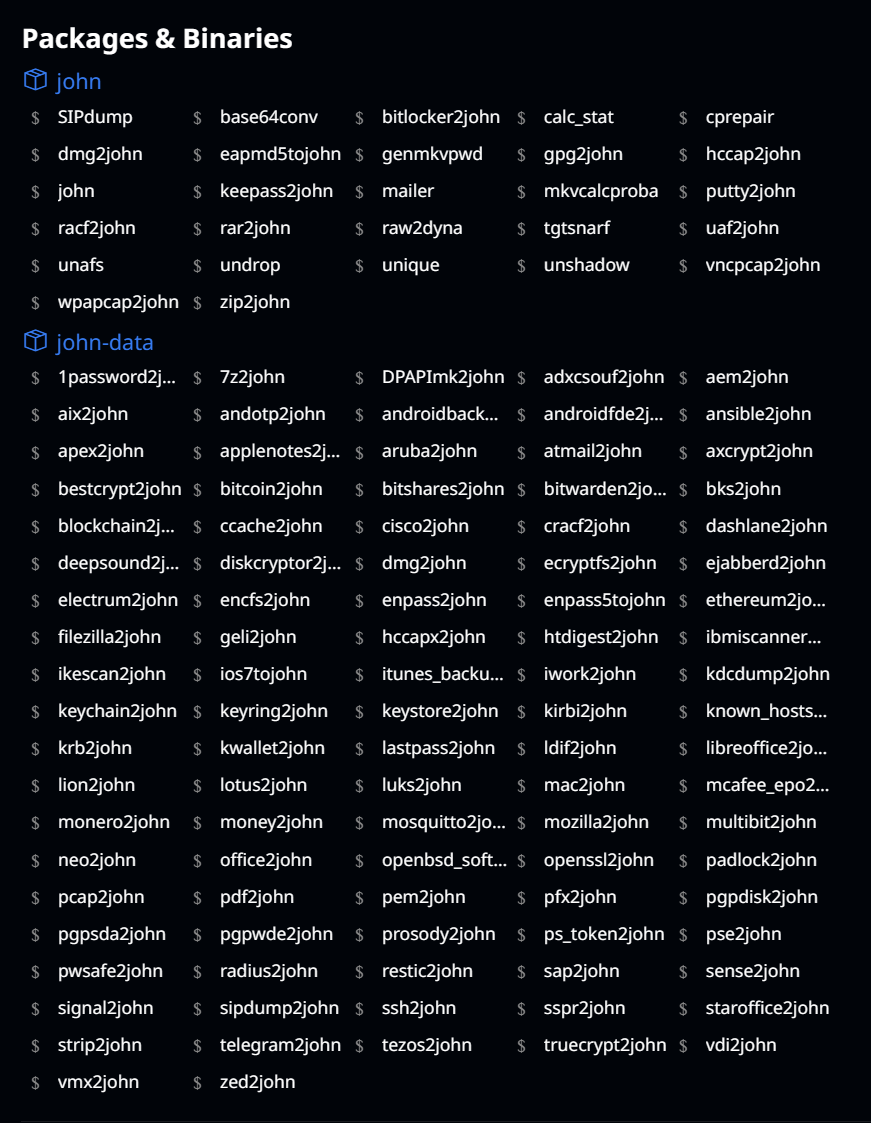 Packages & Binaries
john
$ SIPdump $ base64conv $ bitlocker2john $ calc_stat $ cprepair
$ dmg2john $ eapmd5tojohn $ genmkvpwd $ gpg2john $ hccap2john
$ john $ keepass2john $ mailer $ mkvcalcproba $ putty2john
$ racf2john $ rar2john $ raw2dyna $ tgtsnarf $ uaf2john
$ unafs $ undrop $ unique $ unshadow $ vncpcap2john
$ wpapcap2john $ zip2john
john-data
$ 1password2j... $ 7z2john $ DPAPImk2john $ adxcsouf2john $ aem2john
$ aix2john $ andotp2john $ androidback... $ androidfde2j... $ ansible2john
$ apex2john $ applenotes2j... $ aruba2john $ atmail2john $ axcrypt2john
$ bestcrypt2john $ bitcoin2john $ bitshares2john $ bitwarden2jo... $ bks2john
$ blockchain2j... $ ccache2john $ cisco2john $ cracf2john $ dashlane2john
$ deepsound2j... $ diskcryptor2j... $ dmg2john $ ecryptfs2john $ ejabberd2john
$ electrum2john $ encfs2john $ enpass2john $ enpass5tojohn $ ethereum2jo...
$ filezilla2john $ geli2john $ hccapx2john $ htdigest2john $ ibmiscanner...
$ ikescan2john $ ios7tojohn $ itunes_backu... $ iwork2john $ kdcdump2john
$ keychain2john $ keyring2john $ keystore2john $ kirbi2john $ known_hosts...
$ krb2john $ kwallet2john $ lastpass2john $ ldif2john $ libreoffice2jo...
$ lion2john $ lotus2john $ luks2john $ mac2john $ mcafee_epo2...
$ monero2john $ money2john $ mosquitto2jo... $ mozilla2john $ multibit2john
$ neo2john $ office2john $ openbsd_soft... $ openssl2john $ padlock2john
$ pcap2john $ pdf2john $ pem2john $ pfx2john $ pgpdisk2john
$ pgpsda2john $ pgpwde2john $ prosody2john $ ps_token2john $ pse2john
$ pwsafe2john $ radius2john $ restic2john $ sap2john $ sense2john
$ signal2john $ sipdump2john $ ssh2john $ sspr2john $ staroffice2john
$ strip2john $ telegram2john $ tezos2john $ truecrypt2john $ vdi2john
$ vmx2john $ zed2john